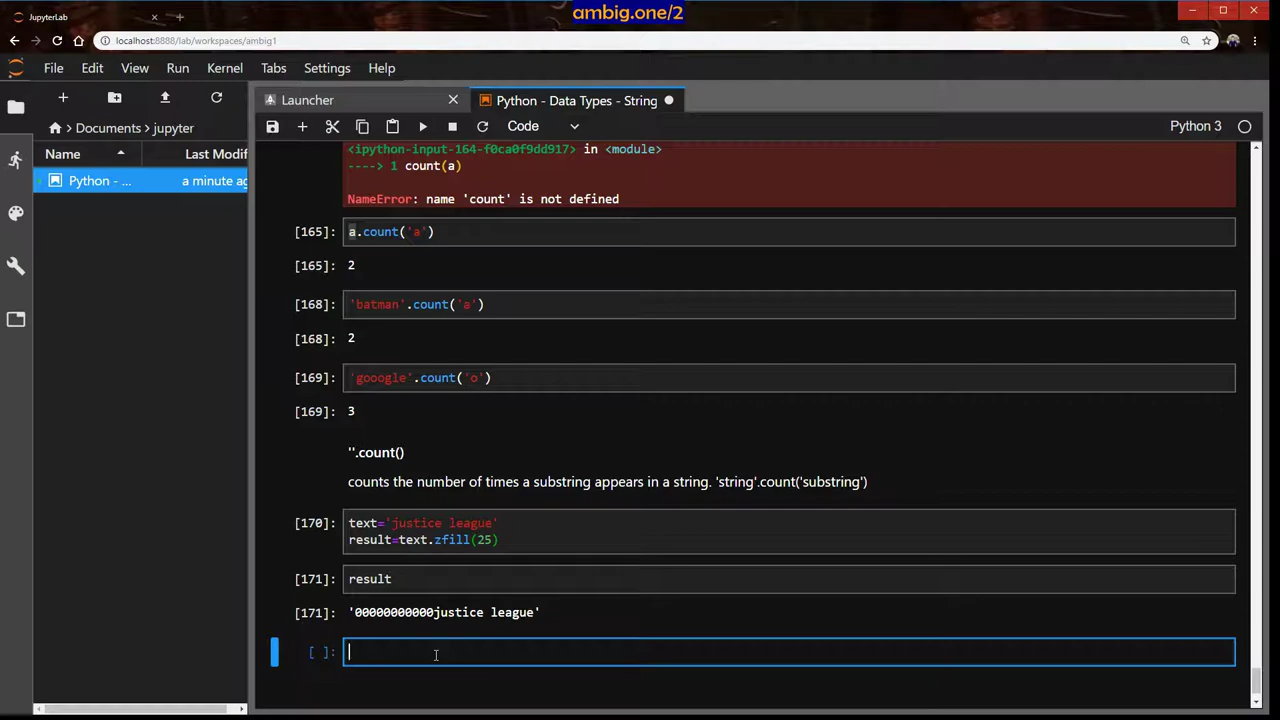 ambig.one/2
JupyterLab
localhost:8888/lab/workspaces/ambig1
File Edit View Run Kernel Tabs Settings Help
Launcher
Python - Data Types - String
Documents > jupyter
Code
Python 3
Name Last Modif
Python - ... a minute ag
<ipython-input-164-f0ca0f9dd917> in <module>
----> 1 count(a)
NameError: name 'count' is not defined
[165]: a.count('a')
[165]: 2
[168]: 'batman'.count('a')
[168]: 2
[169]: 'gooogle'.count('o')
[169]: 3
''.count()
counts the number of times a substring appears in a string. 'string'.count('substring')
[170]: text='justice league'
result=text.zfill(25)
[171]: result
[171]: '00000000000justice league'
[ ]: